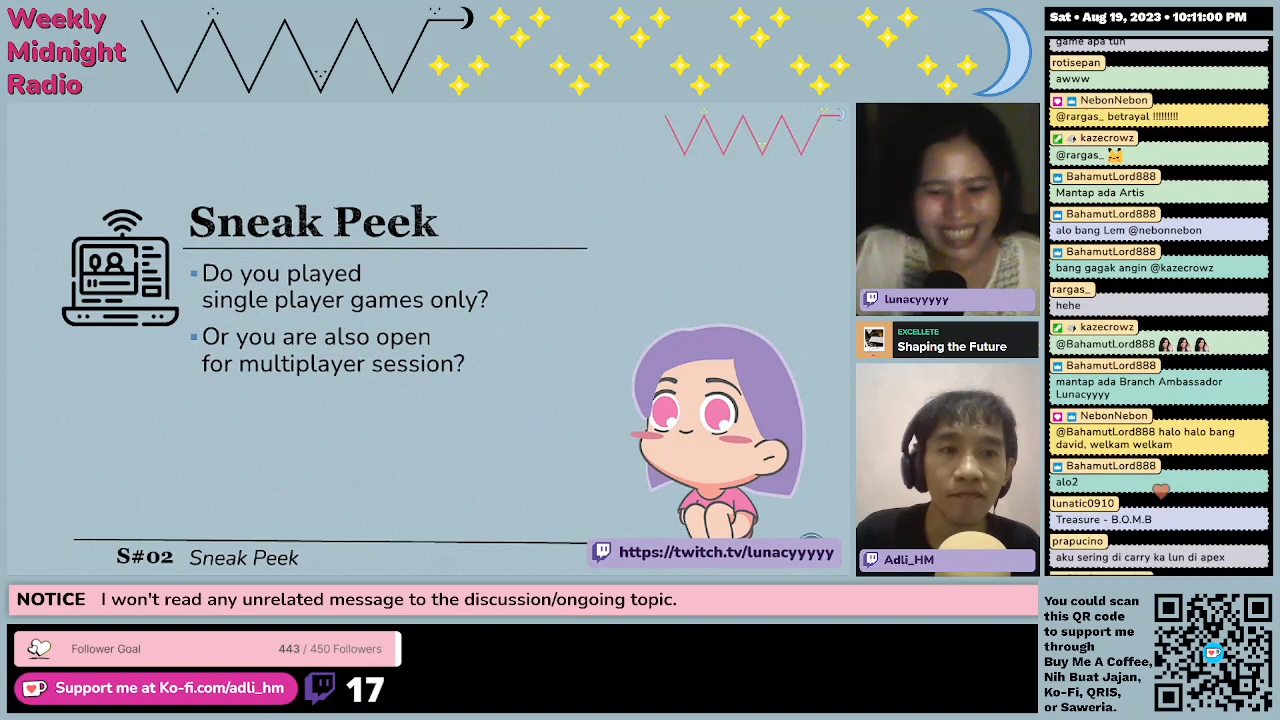 Weekly
Midnight
Radio
Sneak Peek
Do you played
single player games only?
Or you are also open
for multiplayer session?
S#02 Sneak Peek
https://twitch.tv/lunacyyyyy
lunacyyyyy
EXCELLETE
Shaping the Future
Adli_HM
Sat • Aug 19, 2023 • 10:11:00 PM
game apa tuh
rotisepan
awww
NebonNebon
@rargas_ betrayal !!!!!!!!!
kazecrowz
@rargas_
BahamutLord888
Mantap ada Artis
BahamutLord888
alo bang Lem @nebonnebon
BahamutLord888
bang gagak angin @kazecrowz
rargas_
hehe
kazecrowz
@BahamutLord888
BahamutLord888
mantap ada Branch Ambassador
Lunacyyyy
NebonNebon
@BahamutLord888 halo halo bang
david, welkam welkam
BahamutLord888
alo2
lunatic0910
Treasure - B.O.M.B
prapucino
aku sering di carry ka lun di apex
NOTICE I won't read any unrelated message to the discussion/ongoing topic.
Follower Goal 443 / 450 Followers
Support me at Ko-fi.com/adli_hm 17
You could scan
this QR code
to support me
through
Buy Me A Coffee,
Nih Buat Jajan,
Ko-Fi, QRIS,
or Saweria.